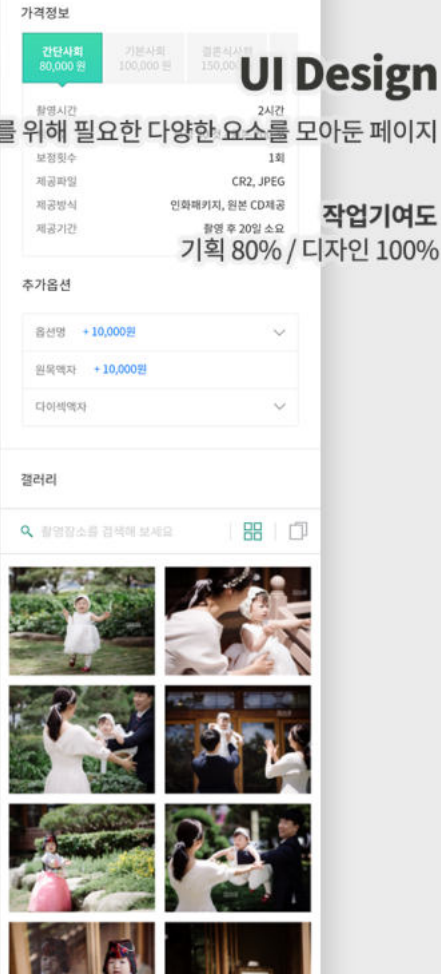 가격정보
간단사회
80,000 원
기본사회
100,000 원
결혼식사회
150,00
UI Design
촬영시간 2시간
를 위해 필요한 다양한 요소를 모아둔 페이지
보정횟수 1회
제공파일 CR2, JPEG
제공방식 인화패키지, 원본 CD제공
작업기여도
제공기간 촬영 후 20일 소요
기획 80% / 디자인 100%
추가옵션
옵션명 + 10,000원
원목액자 + 10,000원
다이섹액자
갤러리
촬영장소를 검색해 보세요